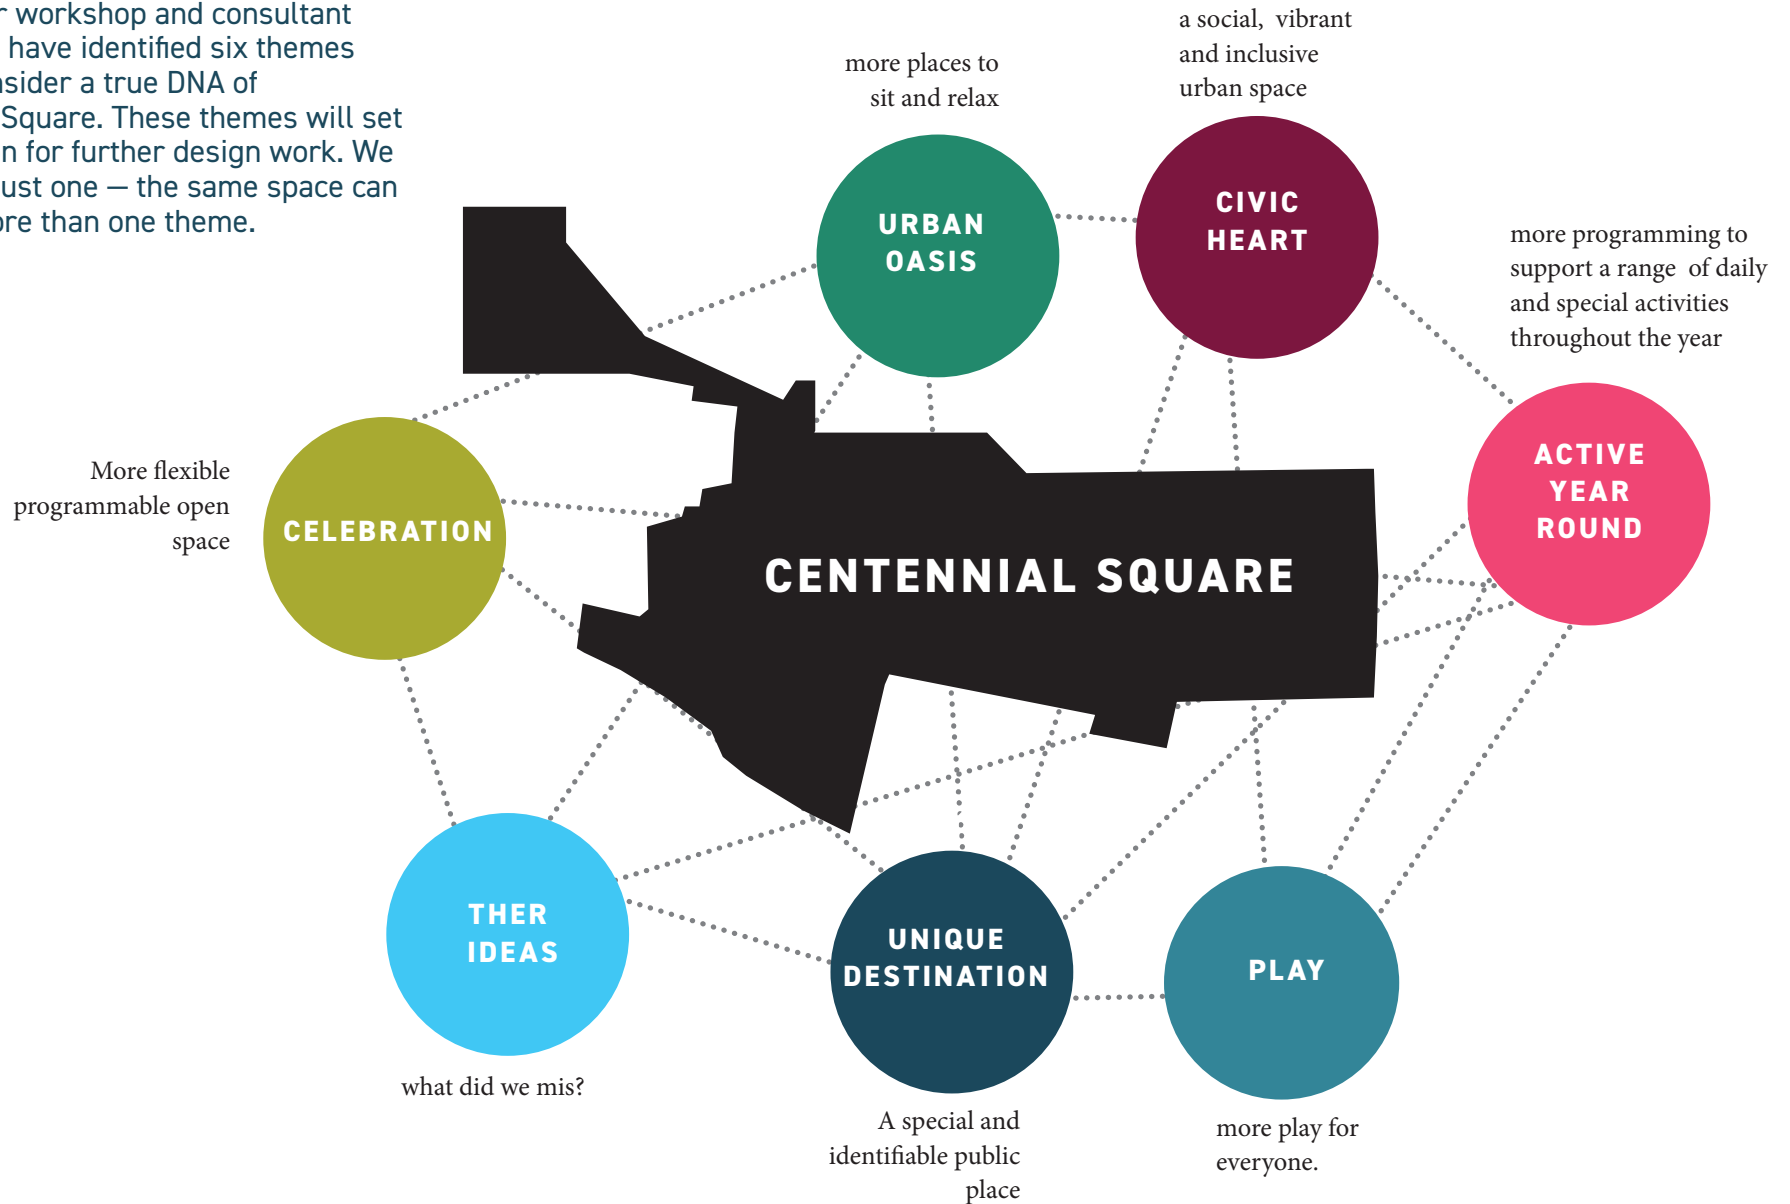 r workshop and consultant
have identified six themes
nsider a true DNA of
Square. These themes will set
n for further design work. We
ust one — the same space can
ore than one theme.
more places to
sit and relax
a social, vibrant
and inclusive
urban space
URBAN
OASIS
CIVIC
HEART
more programming to
support a range of daily
and special activities
throughout the year
ACTIVE
YEAR
ROUND
More flexible
programmable open
space
CELEBRATION
CENTENNIAL SQUARE
THER
IDEAS
what did we mis?
UNIQUE
DESTINATION
A special and
identifiable public
place
PLAY
more play for
everyone.